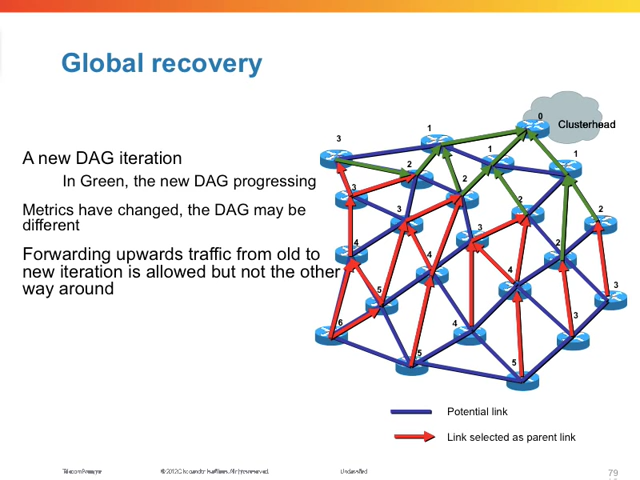 Global recovery
0
Clusterhead
1
3
1
1
A new DAG iteration
2
In Green, the new DAG progressing
2
3
Metrics have changed, the DAG may be
different
3
2
2
3
Forwarding upwards traffic from old to
4
2
new iteration is allowed but not the other
4
4
way around
5
3
6
4
3
5
5
Potential link
Link selected as parent link
Unclassified
79